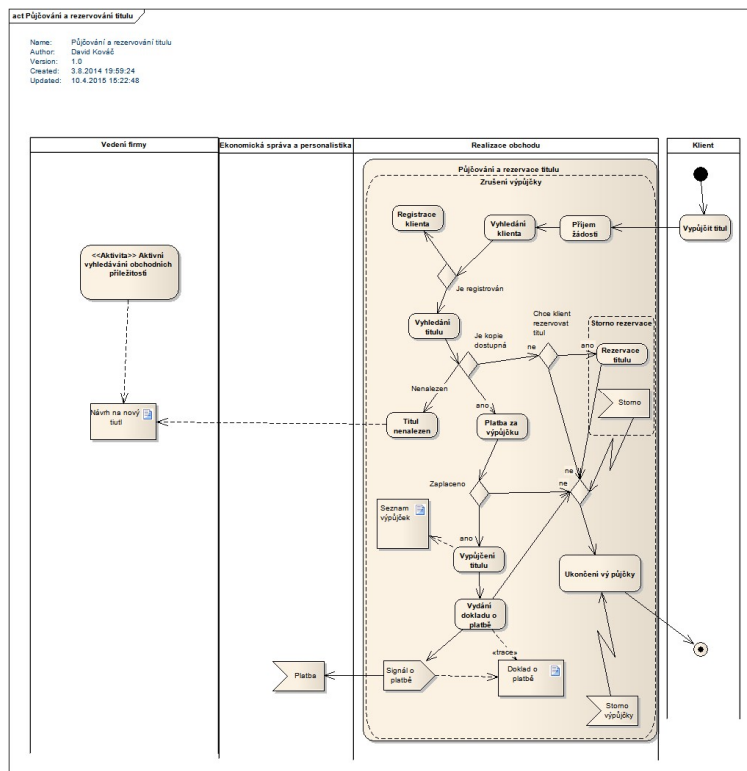 act Půjčování a rezervování titulu
Name: Půjčování a rezervování titulu
Author: David Kováč
Version: 1.0
Created: 3.8.2014 19:59:24
Updated: 10.4.2015 15:22:48
Vedení firmy
Ekonomická správa a personalistika
Realizace obchodu
Klient
Půjčování a rezervace titulu
Zrušení výpůjčky
Registrace
klienta
Vyhledání
klienta
Příjem
žádosti
Vypůjčit titul
<<Aktivita>> Aktivní
vyhledávání obchodních
příležitostí
Je registrován
Vyhledání
titulu
Je kopie
dostupná
Chce klient
rezervovat
titul
ne
ano
Storno rezervace
Rezervace
titulu
Nenalezen
ano
Storno
Návrh na nový
tiutl
Titul
nenalezen
Platba za
výpůjčku
ne
ne
Zaplaceno
Seznam
výpůjček
ano
Vypůjčení
titulu
Ukončení vý půjčky
Vydání
dokladu o
platbě
«trace»
Platba
Signál o
platbě
Doklad o
platbě
Storno
výpůjčky